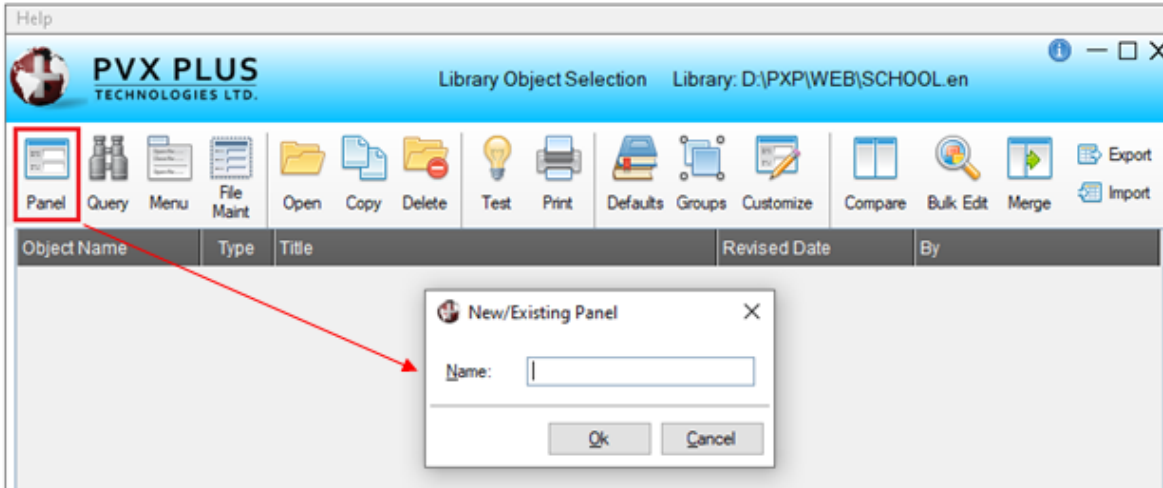 Help
PVX PLUS
TECHNOLOGIES LTD.
Library Object Selection Library: D:\PXP\WEB\SCHOOL.en
Panel Query Menu File Maint Open Copy Delete Test Print Defaults Groups Customize Compare Bulk Edit Merge Export
Import
Object Name Type Title Revised Date By
New/Existing Panel
Name:
Ok Cancel